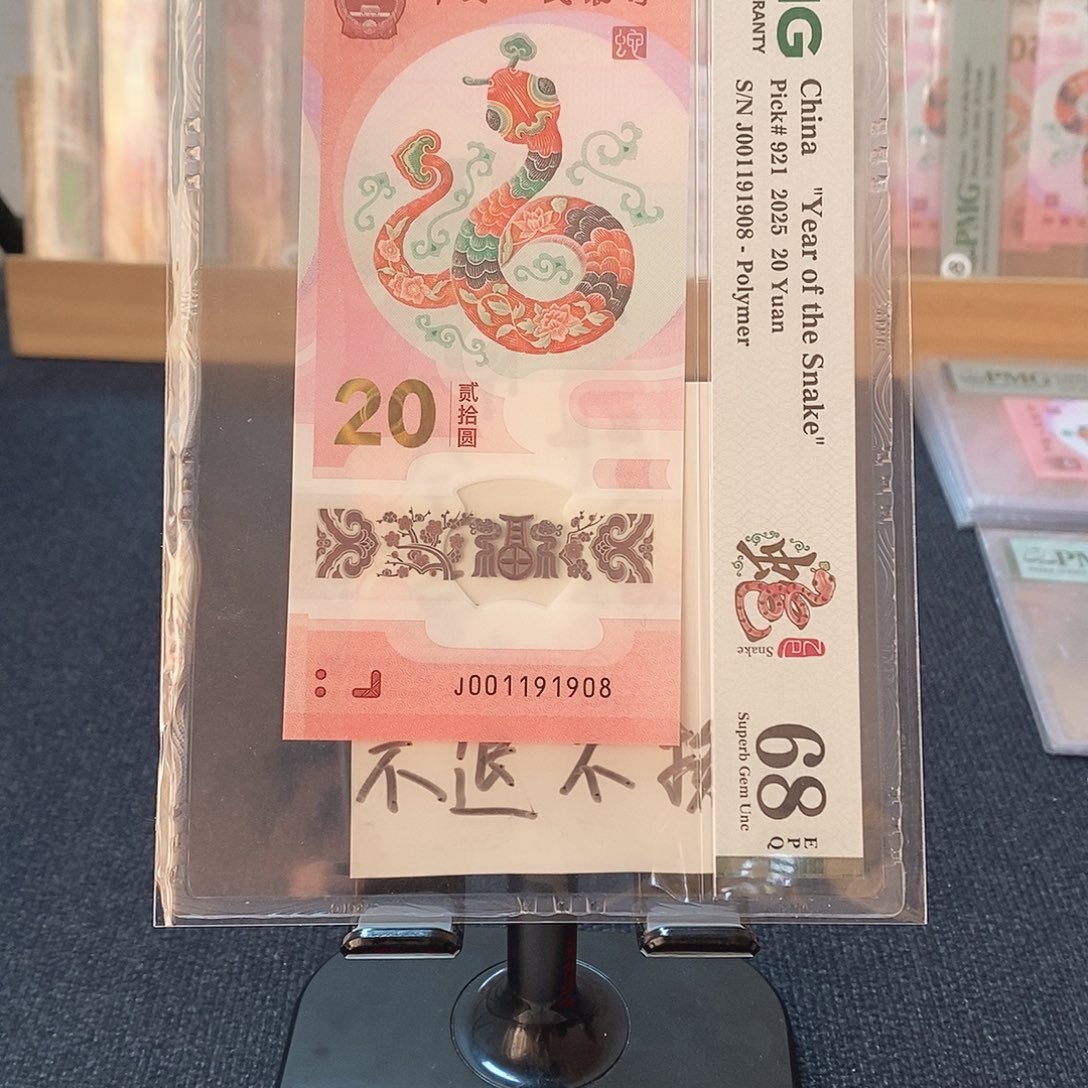 20
贰拾圆
J001191908
不退不换
RANTY
China "Year of the Snake"
Pick# 921 2025 20 Yuan
S/N J001191908 - Polymer
蛇
Snake
68
EPQ
Superb Gem Unc
PMG
PMG